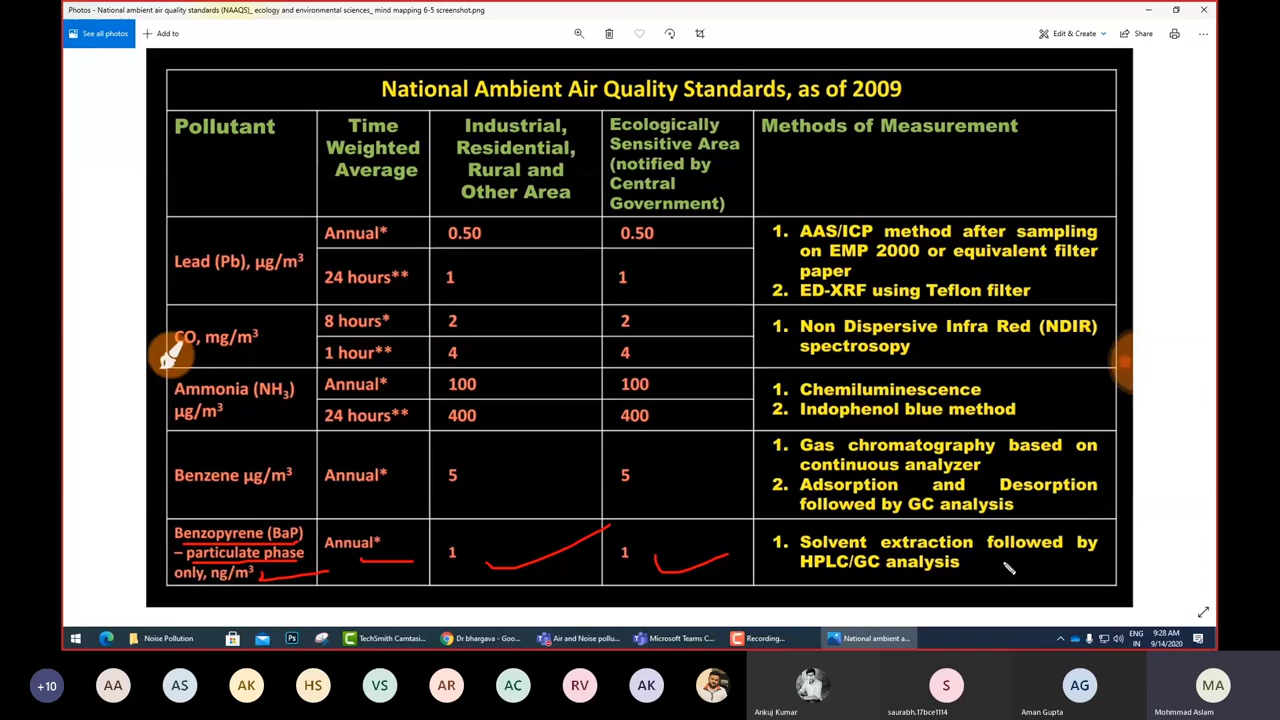 Photos - National ambient air quality standards (NAAQS)_ ecology and environmental sciences_ mind mapping 6-5 screenshot.png
See all photos
Add to
Edit & Create
Share
National Ambient Air Quality Standards, as of 2009
Pollutant
Time
Weighted
Average
Industrial,
Residential,
Rural and
Other Area
Ecologically
Sensitive Area
(notified by
Central
Government)
Methods of Measurement
Lead (Pb), µg/m³
Annual*
0.50
0.50
24 hours**
1
1
1. AAS/ICP method after sampling
on EMP 2000 or equivalent filter
paper
2. ED-XRF using Teflon filter
CO, mg/m³
8 hours*
2
2
1 hour**
4
4
1. Non Dispersive Infra Red (NDIR)
spectrosopy
Ammonia (NH₃)
µg/m³
Annual*
100
100
24 hours**
400
400
1. Chemiluminescence
2. Indophenol blue method
Benzene µg/m³
Annual*
5
5
1. Gas chromatography based on
continuous analyzer
2. Adsorption and Desorption
followed by GC analysis
Benzopyrene (BaP)
– particulate phase
only, ng/m³
Annual*
1
1
1. Solvent extraction followed by
HPLC/GC analysis
Noise Pollution
TechSmith Camtasi...
Dr bhargava - Goo...
Air and Noise pollu...
Microsoft Teams C...
Recording...
National ambient a...
ENG
IN
9:28 AM
9/14/2020
+10
AA
AS
AK
HS
VS
AR
AC
RV
AK
S
AG
MA
Ankuj Kumar
saurabh.17bce1114
Aman Gupta
Mohmmad Aslam